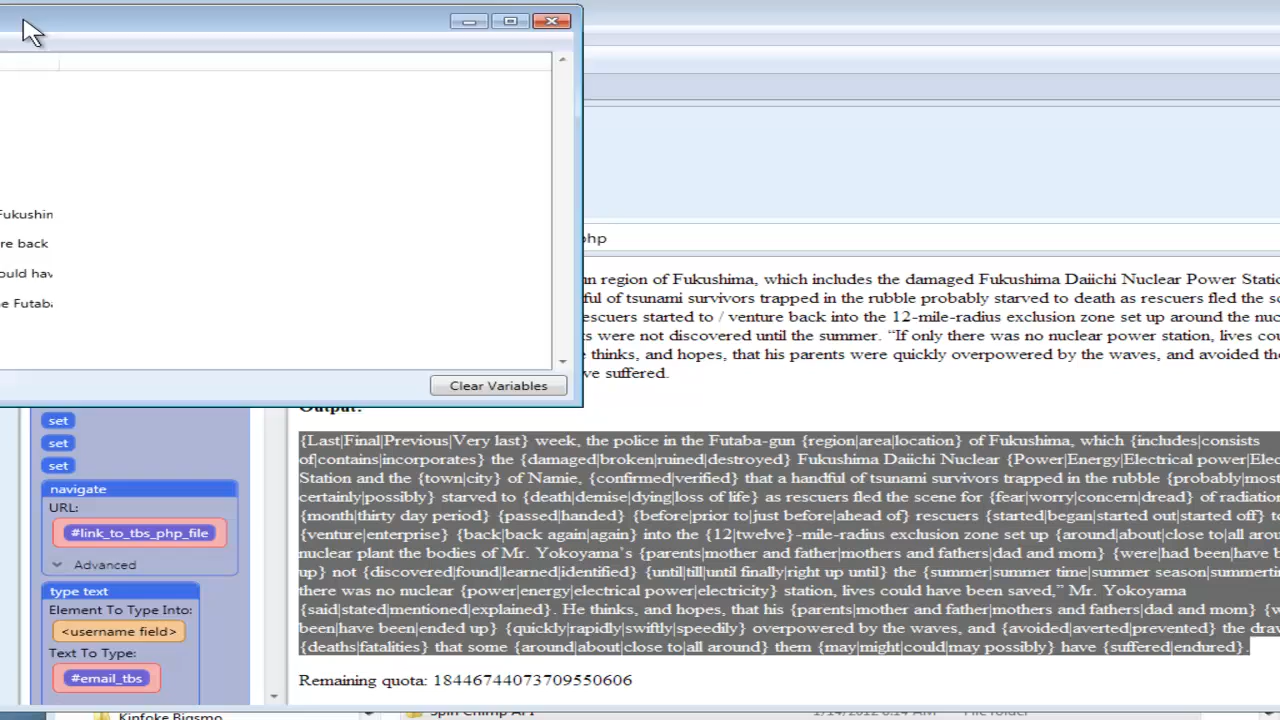 Fukushin
re back
ould hav
e Futaba
Clear Variables
php
un region of Fukushima, which includes the damaged Fukushima Daiichi Nuclear Power Statio
ful of tsunami survivors trapped in the rubble probably starved to death as rescuers fled the sc
escuers started to / venture back into the 12-mile-radius exclusion zone set up around the nuc
ts were not discovered until the summer. “If only there was no nuclear power station, lives cou
e thinks, and hopes, that his parents were quickly overpowered by the waves, and avoided the
ve suffered.
Output:
{Last|Final|Previous|Very last} week, the police in the Futaba-gun {region|area|location} of Fukushima, which {includes|consists
of|contains|incorporates} the {damaged|broken|ruined|destroyed} Fukushima Daiichi Nuclear {Power|Energy|Electrical power|Elec
Station and the {town|city} of Namie, {confirmed|verified} that a handful of tsunami survivors trapped in the rubble {probably|most
certainly|possibly} starved to {death|demise|dying|loss of life} as rescuers fled the scene for {fear|worry|concern|dread} of radiation
{month|thirty day period} {passed|handed} {before|prior to|just before|ahead of} rescuers {started|began|started out|started off} to
{venture|enterprise} {back|back again|again} into the {12|twelve}-mile-radius exclusion zone set up {around|about|close to|all arou
nuclear plant the bodies of Mr. Yokoyama’s {parents|mother and father|mothers and fathers|dad and mom} {were|had been|have b
up} not {discovered|found|learned|identified} {until|till|until finally|right up until} the {summer|summer time|summer season|summerti
there was no nuclear {power|energy|electrical power|electricity} station, lives could have been saved,” Mr. Yokoyama
{said|stated|mentioned|explained}. He thinks, and hopes, that his {parents|mother and father|mothers and fathers|dad and mom} {w
been|have been|ended up} {quickly|rapidly|swiftly|speedily} overpowered by the waves, and {avoided|averted|prevented} the draw
{deaths|fatalities} that some {around|about|close to|all around} them {may|might|could|may possibly} have {suffered|endured}.
Remaining quota: 18446744073709550606
set
set
set
navigate
URL:
#link_to_tbs_php_file
Advanced
type text
Element To Type Into:
<username field>
Text To Type:
#email_tbs
Kinfoke Bigsmo
Spin Chimp API
1/14/2012 6:14 AM
File folder